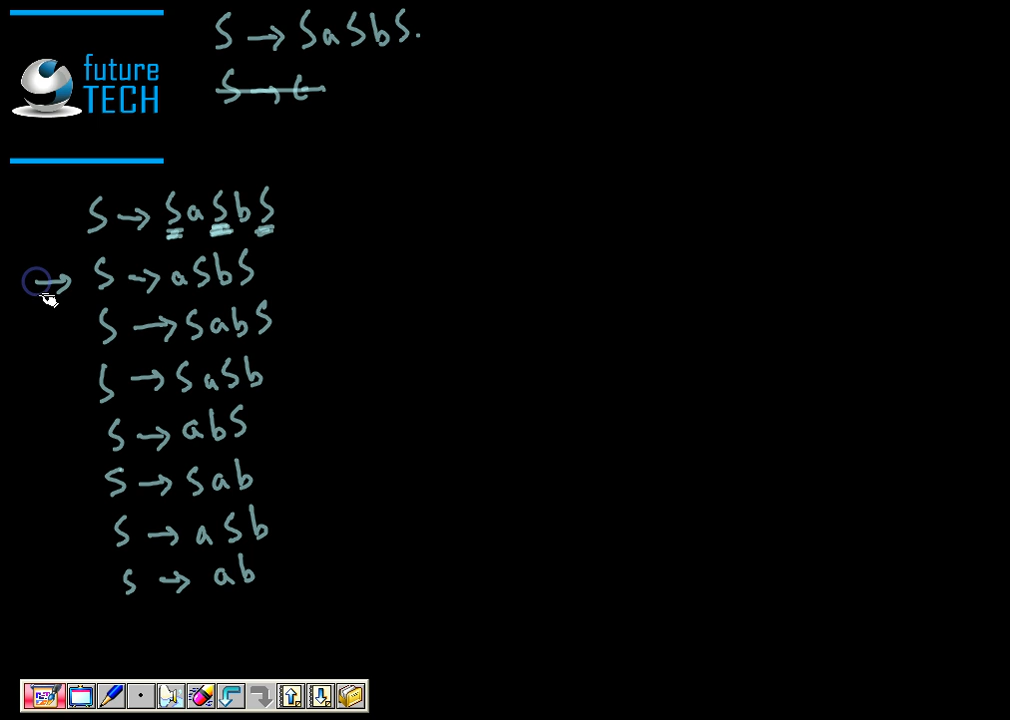 future
TECH
S → SaSbS.
S → ϵ
S → SaSbS
→ S → aSbS
S → SabS
S → SaSb
S → abS
S → Sab
S → aSb
S → ab